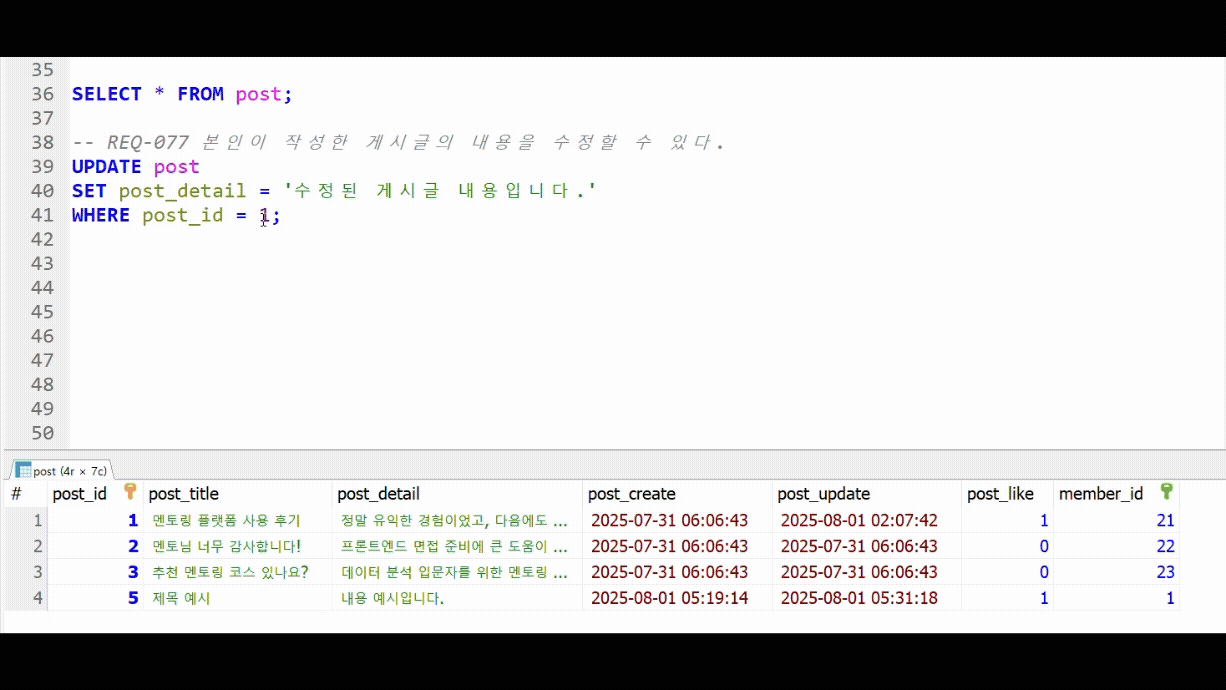 35
36 SELECT * FROM post;
37
38 -- REQ-077 본인이 작성한 게시글의 내용을 수정할 수 있다.
39 UPDATE post
40 SET post_detail = '수정된 게시글 내용입니다.'
41 WHERE post_id = 1;
42
43
44
45
46
47
48
49
50
post (4r × 7c)
# post_id post_title post_detail post_create post_update post_like member_id
1 1 멘토링 플랫폼 사용 후기 정말 유익한 경험이었고, 다음에도 ... 2025-07-31 06:06:43 2025-08-01 02:07:42 1 21
2 2 멘토님 너무 감사합니다! 프론트엔드 면접 준비에 큰 도움이 ... 2025-07-31 06:06:43 2025-07-31 06:06:43 0 22
3 3 추천 멘토링 코스 있나요? 데이터 분석 입문자를 위한 멘토링 ... 2025-07-31 06:06:43 2025-07-31 06:06:43 0 23
4 5 제목 예시 내용 예시입니다. 2025-08-01 05:19:14 2025-08-01 05:31:18 1 1